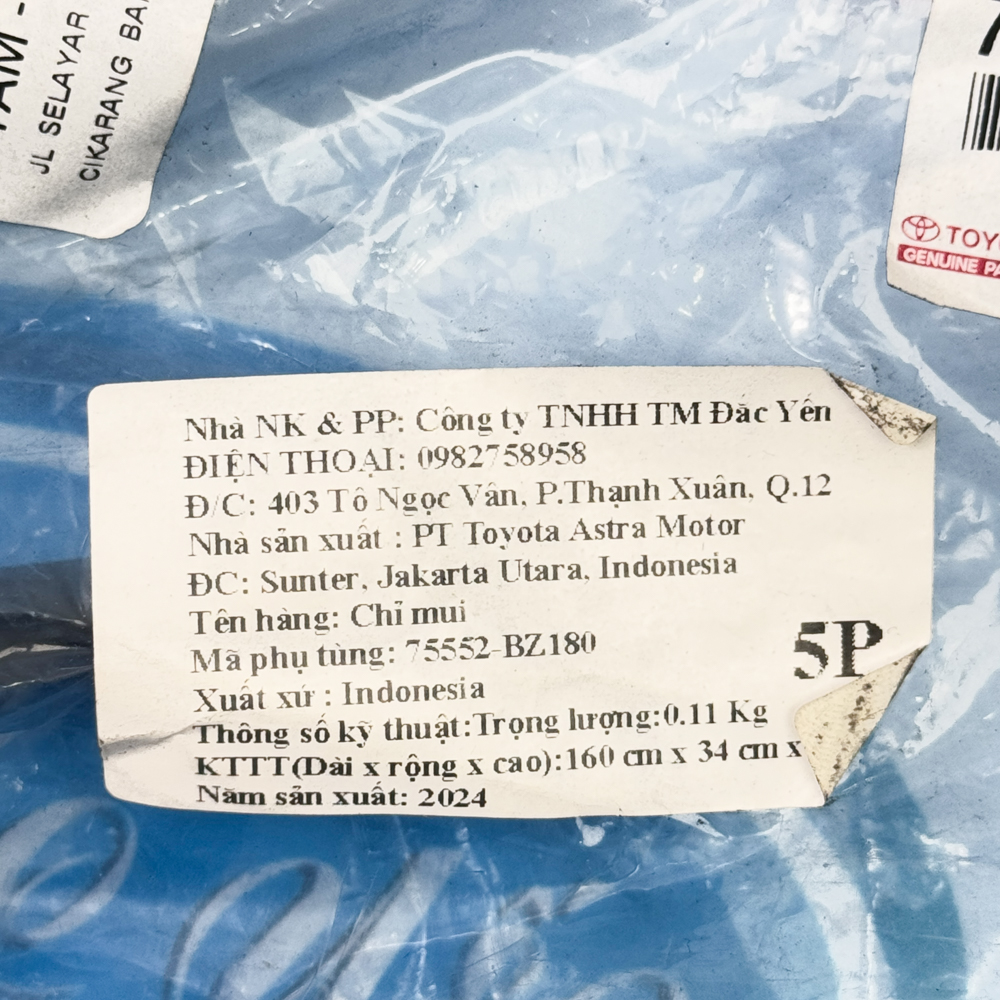 JL SELAYAR
CIKARANG
TOY
GENUINE
Nhà NK & PP: Công ty TNHH TM Đắc Yến
ĐIỆN THOẠI: 0982758958
Đ/C: 403 Tô Ngọc Vân, P.Thạnh Xuân, Q.12
Nhà sản xuất : PT Toyota Astra Motor
ĐC: Sunter, Jakarta Utara, Indonesia
Tên hàng: Chỉ mui
Mã phụ tùng: 75552-BZ180
5P
Xuất xứ : Indonesia
Thông số kỹ thuật:Trọng lượng:0.11 Kg
KTTT(Dài x rộng x cao):160 cm x 34 cm x
Năm sản xuất: 2024